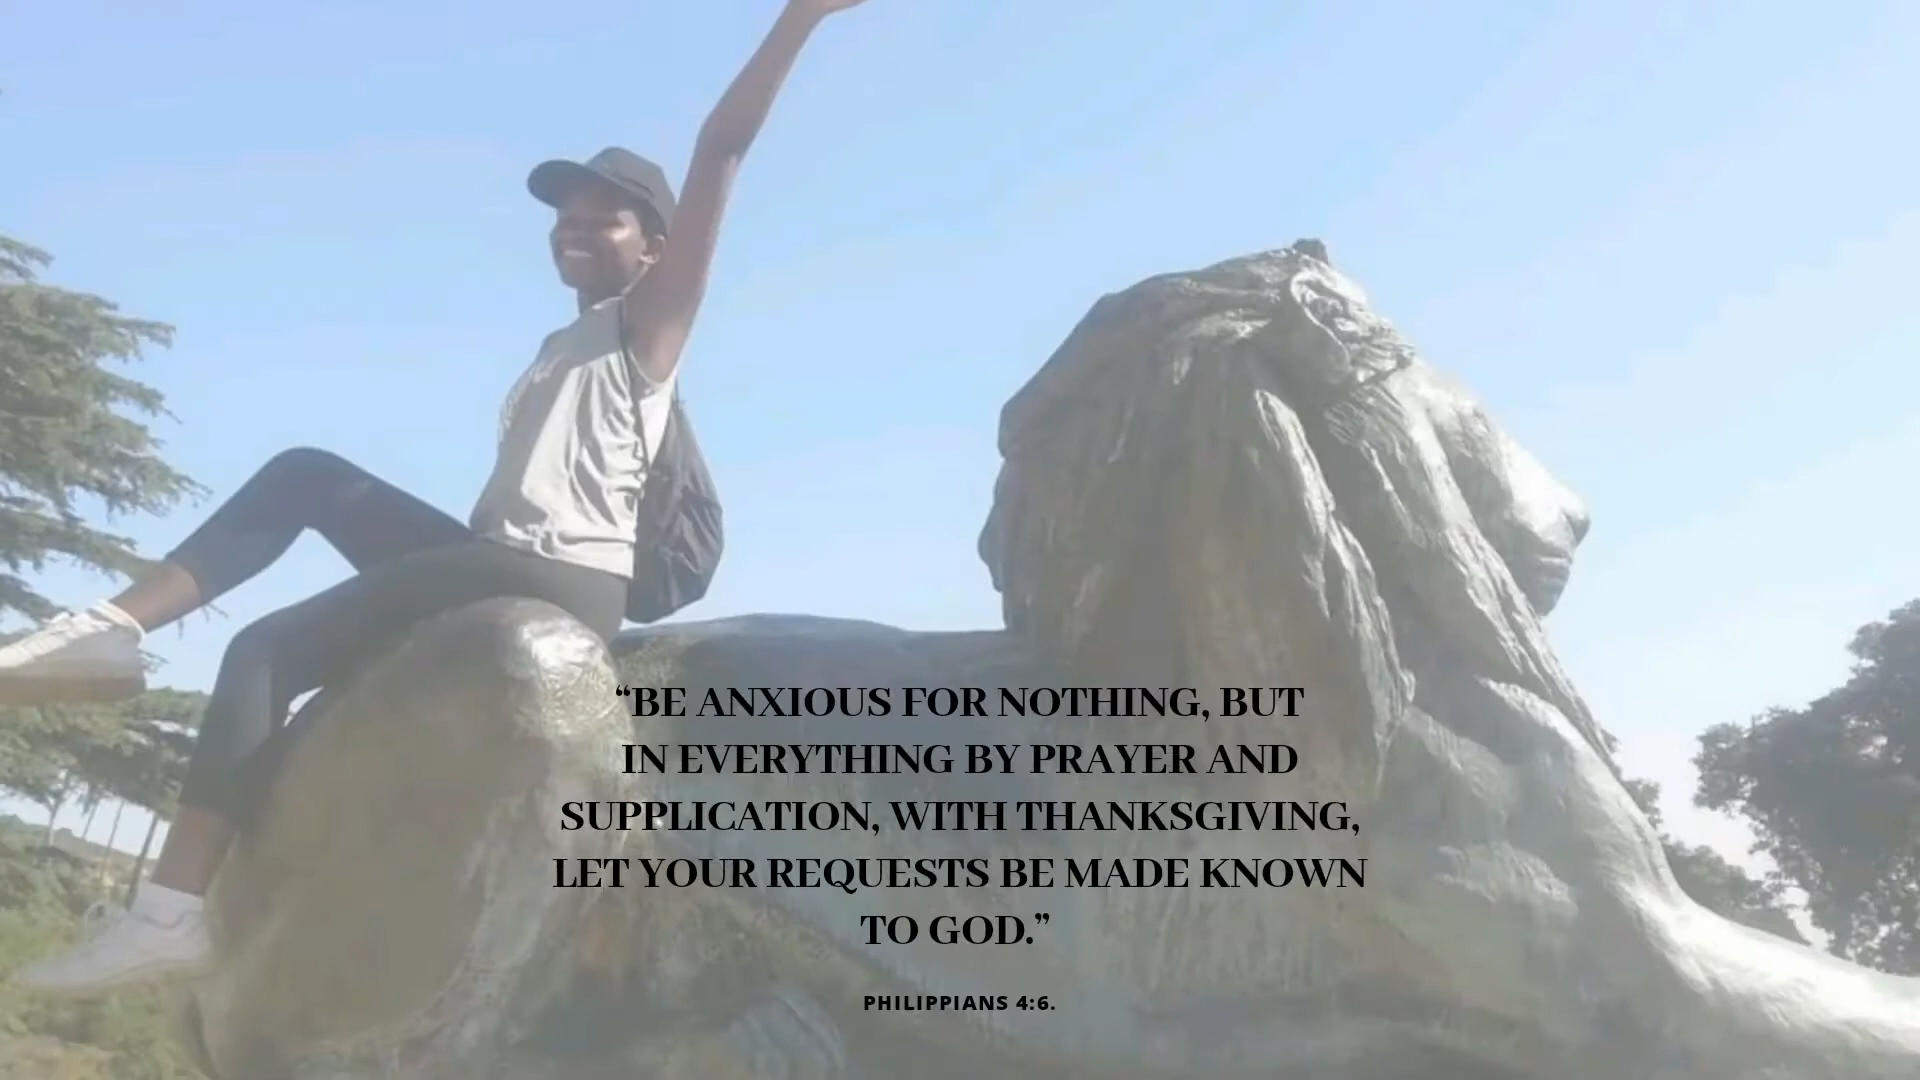 “BE ANXIOUS FOR NOTHING, BUT
IN EVERYTHING BY PRAYER AND
SUPPLICATION, WITH THANKSGIVING,
LET YOUR REQUESTS BE MADE KNOWN
TO GOD.”
PHILIPPIANS 4:6.